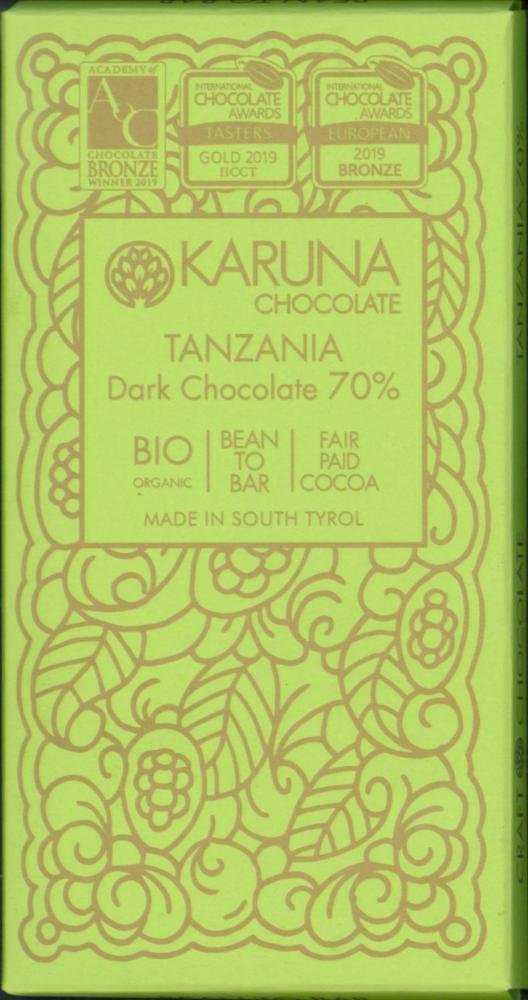 ACADEMY of
AoC
CHOCOLATE
BRONZE
WINNER 2019
INTERNATIONAL
CHOCOLATE
AWARDS
TASTERS
GOLD 2019
IICCT
INTERNATIONAL
CHOCOLATE
AWARDS
EUROPEAN
2019
BRONZE
KARUNA
CHOCOLATE
TANZANIA
Dark Chocolate 70%
BIO
ORGANIC
BEAN
TO
BAR
FAIR
PAID
COCOA
MADE IN SOUTH TYROL